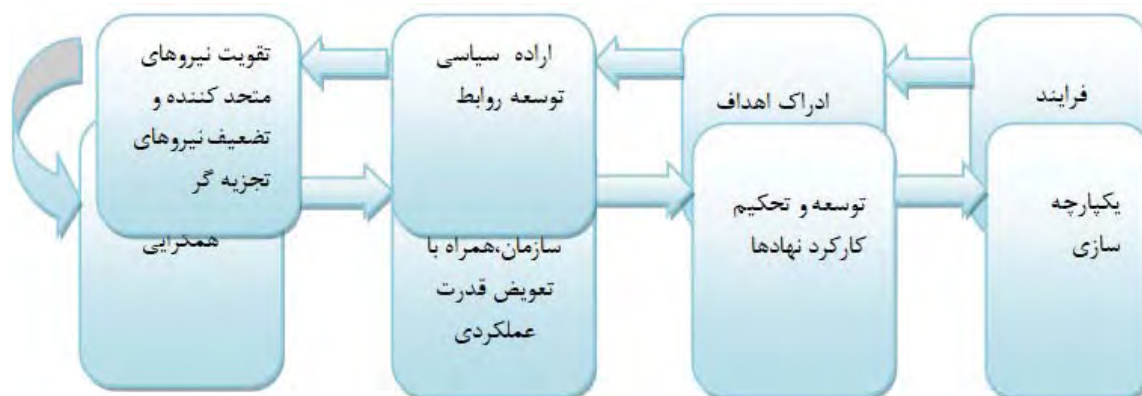 فرایند
ادراک اهداف
اراده سیاسی
توسعه روابط
تقویت نیروهای
متحد کننده و
تضعیف نیروهای
تجزیه گر
همکرایی
سازمان،همراه با
تعویض قدرت
عملکردی
توسعه و تحکیم
کارکرد نهادها
یکپارچه
سازی